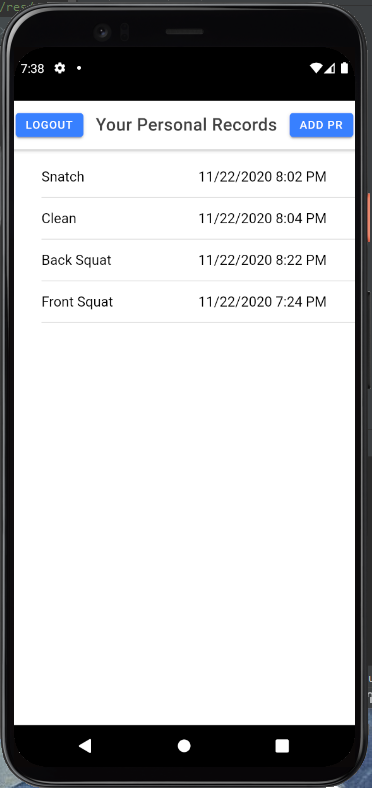 /res/
7:38
LOGOUT Your Personal Records ADD PR
Snatch 11/22/2020 8:02 PM
Clean 11/22/2020 8:04 PM
Back Squat 11/22/2020 8:22 PM
Front Squat 11/22/2020 7:24 PM